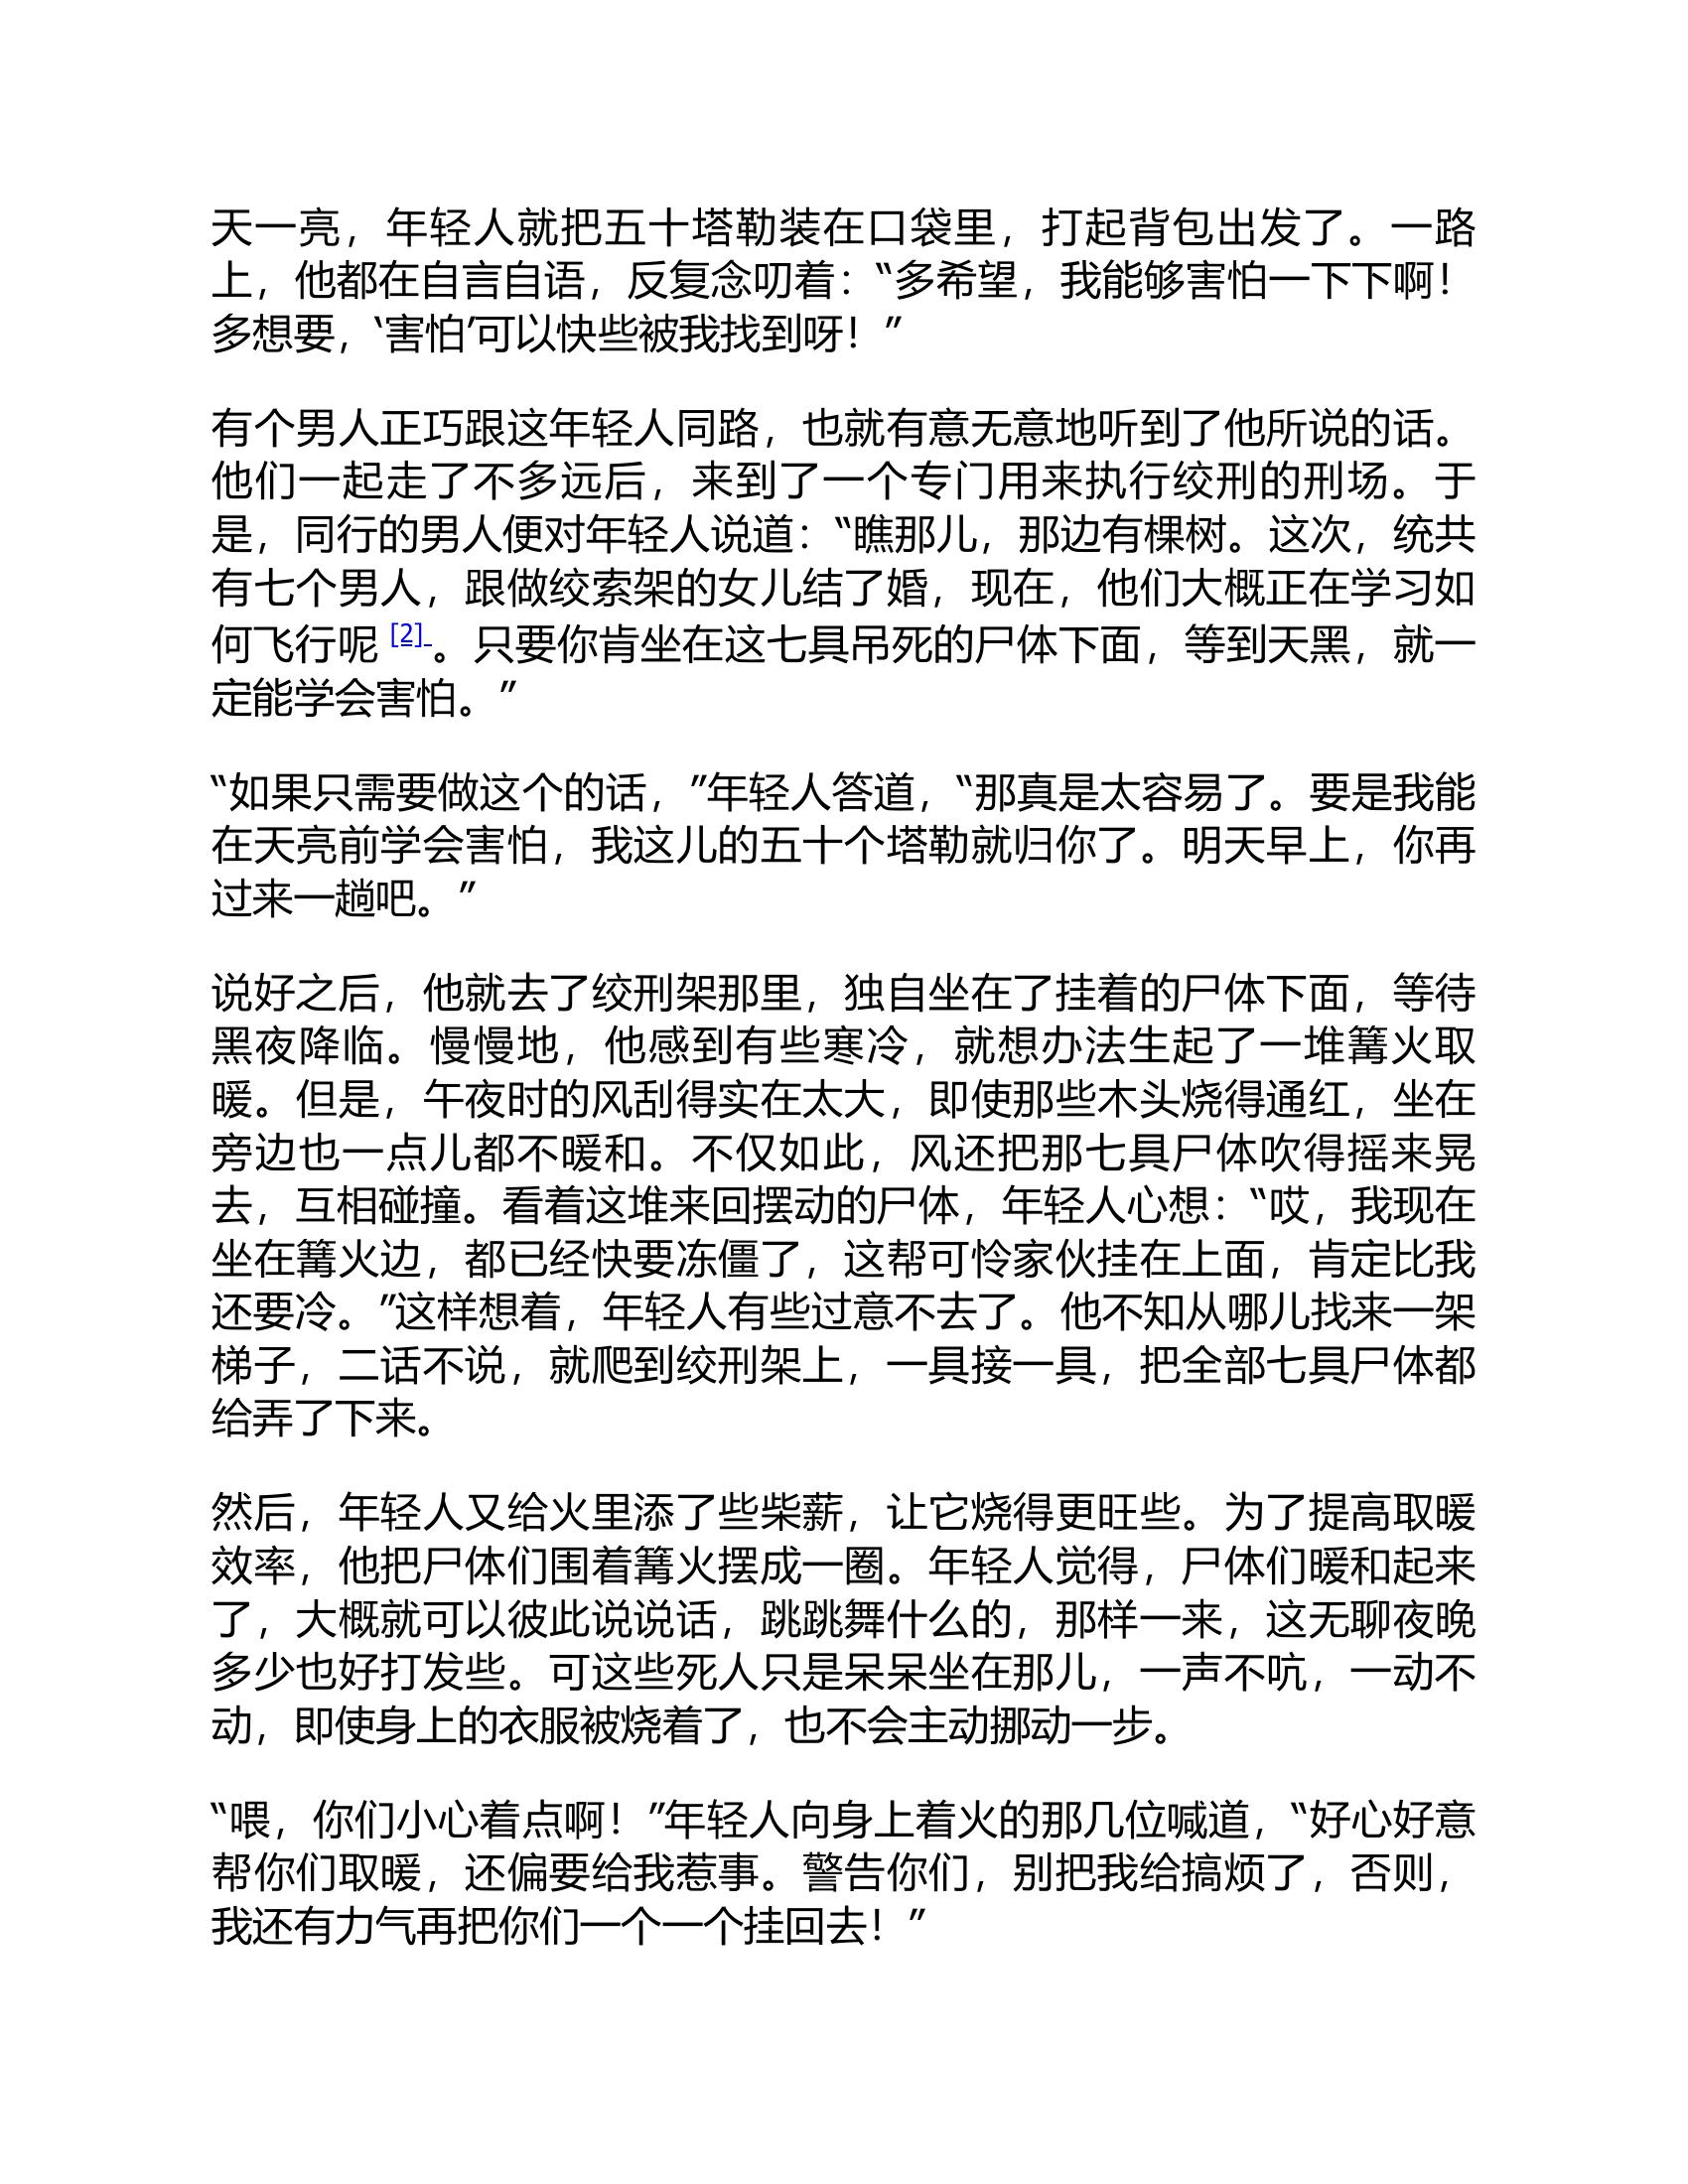 天一亮，年轻人就把五十塔勒装在口袋里，打起背包出发了。一路
上，他都在自言自语，反复念叨着：“多希望，我能够害怕一下下啊！
多想要，‘害怕’可以快些被我找到呀！”
有个男人正巧跟这年轻人同路，也就有意无意地听到了他所说的话。
他们一起走了不多远后，来到了一个专门用来执行绞刑的刑场。于
是，同行的男人便对年轻人说道：“瞧那儿，那边有棵树。这次，统共
有七个男人，跟做绞索架的女儿结了婚，现在，他们大概正在学习如
何飞行呢 [2] 。只要你肯坐在这七具吊死的尸体下面，等到天黑，就一
定能学会害怕。”
“如果只需要做这个的话，”年轻人答道，“那真是太容易了。要是我能
在天亮前学会害怕，我这儿的五十个塔勒就归你了。明天早上，你再
过来一趟吧。”
说好之后，他就去了绞刑架那里，独自坐在了挂着的尸体下面，等待
黑夜降临。慢慢地，他感到有些寒冷，就想办法生起了一堆篝火取
暖。但是，午夜时的风刮得实在太大，即使那些木头烧得通红，坐在
旁边也一点儿都不暖和。不仅如此，风还把那七具尸体吹得摇来晃
去，互相碰撞。看着这堆来回摆动的尸体，年轻人心想：“哎，我现在
坐在篝火边，都已经快要冻僵了，这帮可怜家伙挂在上面，肯定比我
还要冷。”这样想着，年轻人有些过意不去了。他不知从哪儿找来一架
梯子，二话不说，就爬到绞刑架上，一具接一具，把全部七具尸体都
给弄了下来。
然后，年轻人又给火里添了些柴薪，让它烧得更旺些。为了提高取暖
效率，他把尸体们围着篝火摆成一圈。年轻人觉得，尸体们暖和起来
了，大概就可以彼此说说话，跳跳舞什么的，那样一来，这无聊夜晚
多少也好打发些。可这些死人只是呆呆坐在那儿，一声不吭，一动不
动，即使身上的衣服被烧着了，也不会主动挪动一步。
“喂，你们小心着点啊！”年轻人向身上着火的那几位喊道，“好心好意
帮你们取暖，还偏要给我惹事。警告你们，别把我给搞烦了，否则，
我还有力气再把你们一个一个挂回去！”